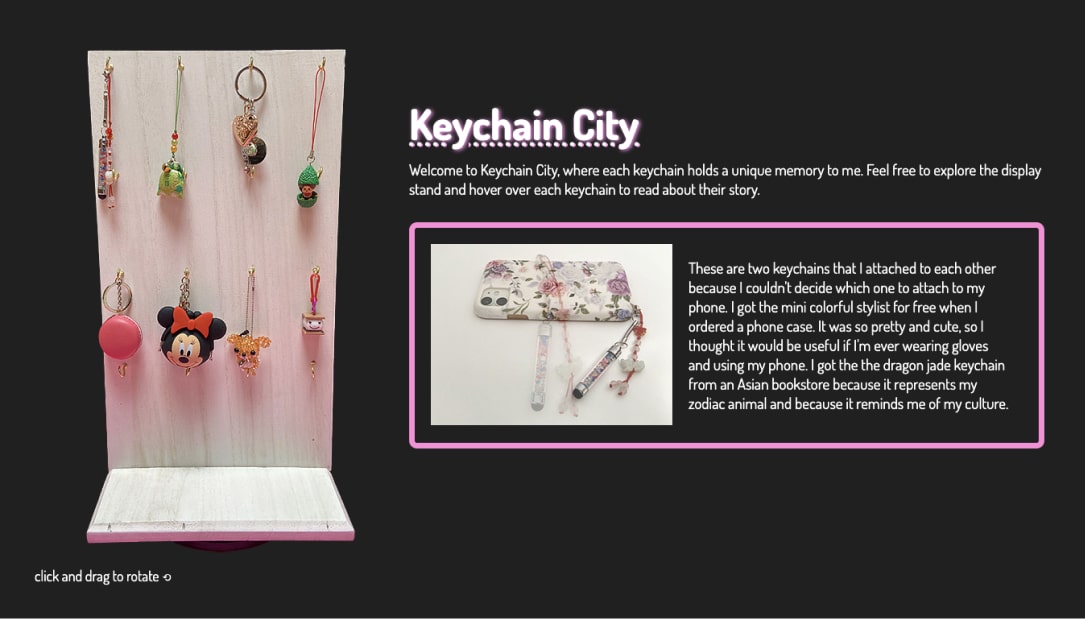 Keychain City
Welcome to Keychain City, where each keychain holds a unique memory to me. Feel free to explore the display
stand and hover over each keychain to read about their story.
These are two keychains that I attached to each other
because I couldn't decide which one to attach to my
phone. I got the mini colorful stylist for free when I
ordered a phone case. It was so pretty and cute, so I
thought it would be useful if I'm ever wearing gloves
and using my phone. I got the the dragon jade keychain
from an Asian bookstore because it represents my
zodiac animal and because it reminds me of my culture.
click and drag to rotate ⟲